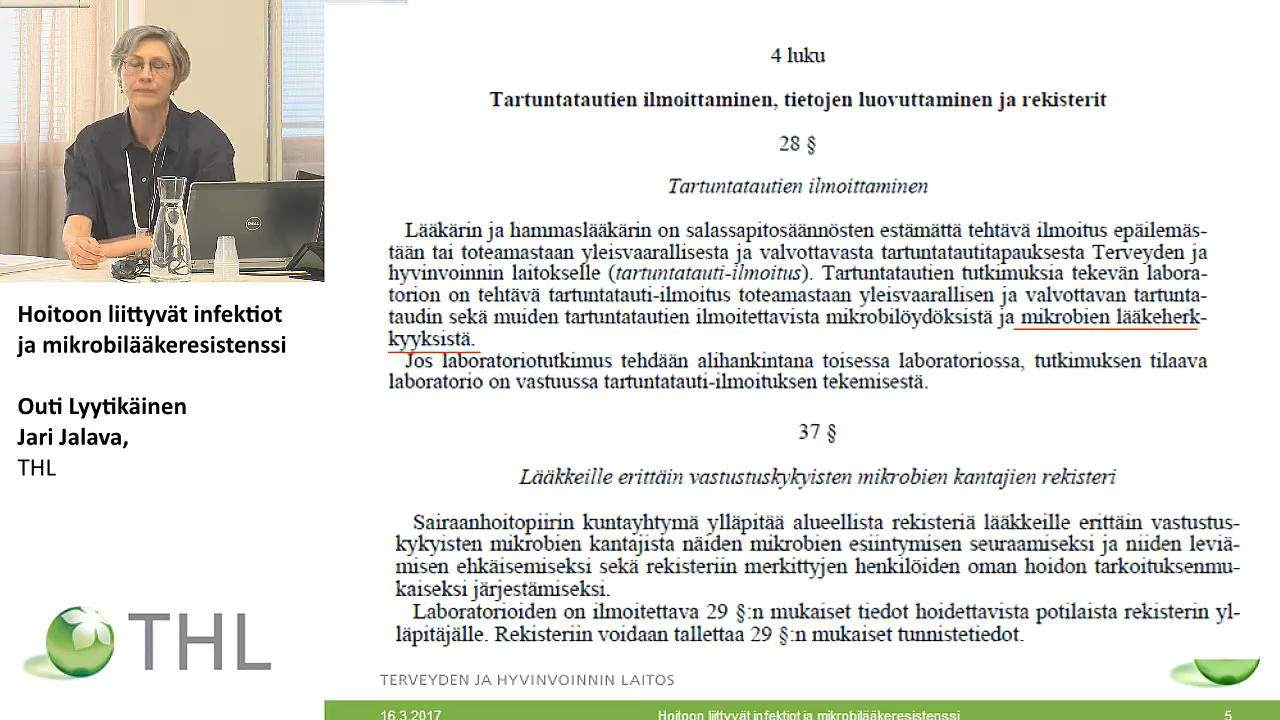 4 luku
Tartuntatautien ilmoittaminen, tietojen luovuttaminen ja rekisterit
28 §
Tartuntatautien ilmoittaminen
Lääkärin ja hammaslääkärin on salassapitosäännösten estämättä tehtävä ilmoitus epäilemäs-
tään tai toteamastaan yleisvaarallisesta ja valvottavasta tartuntatautitapauksesta Terveyden ja
hyvinvoinnin laitokselle (tartuntatauti-ilmoitus). Tartuntatautien tutkimuksia tekevän labora-
torion on tehtävä tartuntatauti-ilmoitus toteamastaan yleisvaarallisen ja valvottavan tartunta-
taudin sekä muiden tartuntatautien ilmoitettavista mikrobilöydöksistä ja mikrobien lääkeherk-
kyyksistä.
Jos laboratoriotutkimus tehdään alihankintana toisessa laboratoriossa, tutkimuksen tilaava
laboratorio on vastuussa tartuntatauti-ilmoituksen tekemisestä.
37 §
Lääkkeille erittäin vastustuskykyisten mikrobien kantajien rekisteri
Sairaanhoitopiirin kuntayhtymä ylläpitää alueellista rekisteriä lääkkeille erittäin vastustus-
kykyisten mikrobien kantajista näiden mikrobien esiintymisen seuraamiseksi ja niiden leviä-
misen ehkäisemiseksi sekä rekisteriin merkittyjen henkilöiden oman hoidon tarkoituksenmu-
kaiseksi järjestämiseksi.
Laboratorioiden on ilmoitettava 29 §:n mukaiset tiedot hoidettavista potilaista rekisterin yl-
läpitäjälle. Rekisteriin voidaan tallettaa 29 §:n mukaiset tunnistetiedot.
DELL
Hoitoon liittyvät infektiot
ja mikrobilääkeresistenssi
Outi Lyytikäinen
Jari Jalava,
THL
THL
TERVEYDEN JA HYVINVOINNIN LAITOS
16.3.2017 Hoitoon liittyvät infektiot ja mikrobilääkeresistenssi 5